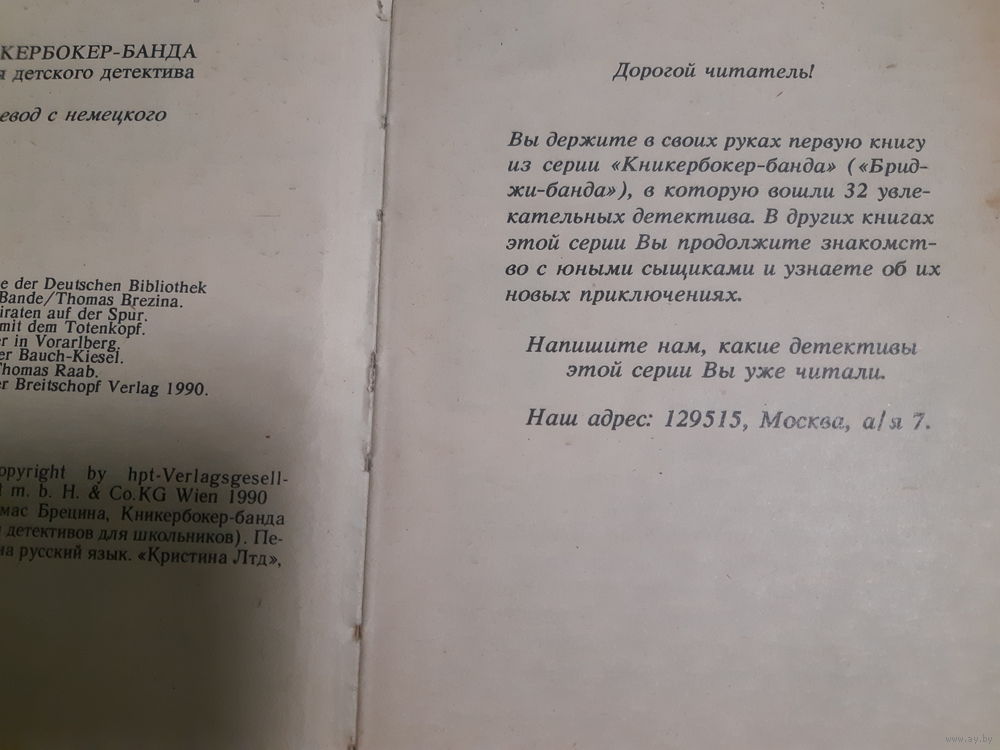 КЕРБОКЕР-БАНДА
я детского детектива
евод с немецкого
e der Deutschen Bibliothek
Bande/Thomas Brezina.
iraten auf der Spur.
mit dem Totenkopf.
r in Vorarlberg.
er Bauch-Kiesel.
Thomas Raab.
er Breitschopf Verlag 1990.
opyright by hpt-Verlagsgesell-
t m. b. H. & Co.KG Wien 1990
мас Брецина, Кникербокер-банда
я детективов для школьников). Пе-
на русский язык. «Кристина Лтд»,
Дорогой читатель!
Вы держите в своих руках первую книгу
из серии «Кникербокер-банда» («Брид-
жи-банда»), в которую вошли 32 увле-
кательных детектива. В других книгах
этой серии Вы продолжите знакомст-
во с юными сыщиками и узнаете об их
новых приключениях.
Напишите нам, какие детективы
этой серии Вы уже читали.
Наш адрес: 129515, Москва, а/я 7.
www.ay.by